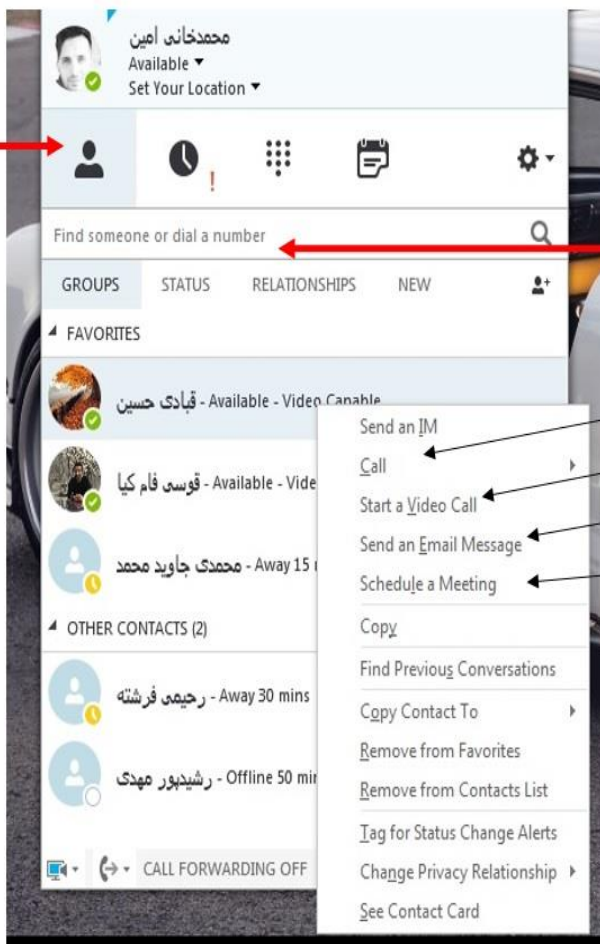 محمدخانی امین
Available
Set Your Location
!
Find someone or dial a number
GROUPS STATUS RELATIONSHIPS NEW
FAVORITES
قبادی حسین - Available - Video Capable
قوسی فام کیا - Available - Vide
محمدی جاوید محمد - Away 15
OTHER CONTACTS (2)
رحیمی فرشته - Away 30 mins
رشیدپور مهدی - Offline 50 min
CALL FORWARDING OFF
Send an IM
Call
Start a Video Call
Send an Email Message
Schedule a Meeting
Copy
Find Previous Conversations
Copy Contact To
Remove from Favorites
Remove from Contacts List
Tag for Status Change Alerts
Change Privacy Relationship
See Contact Card